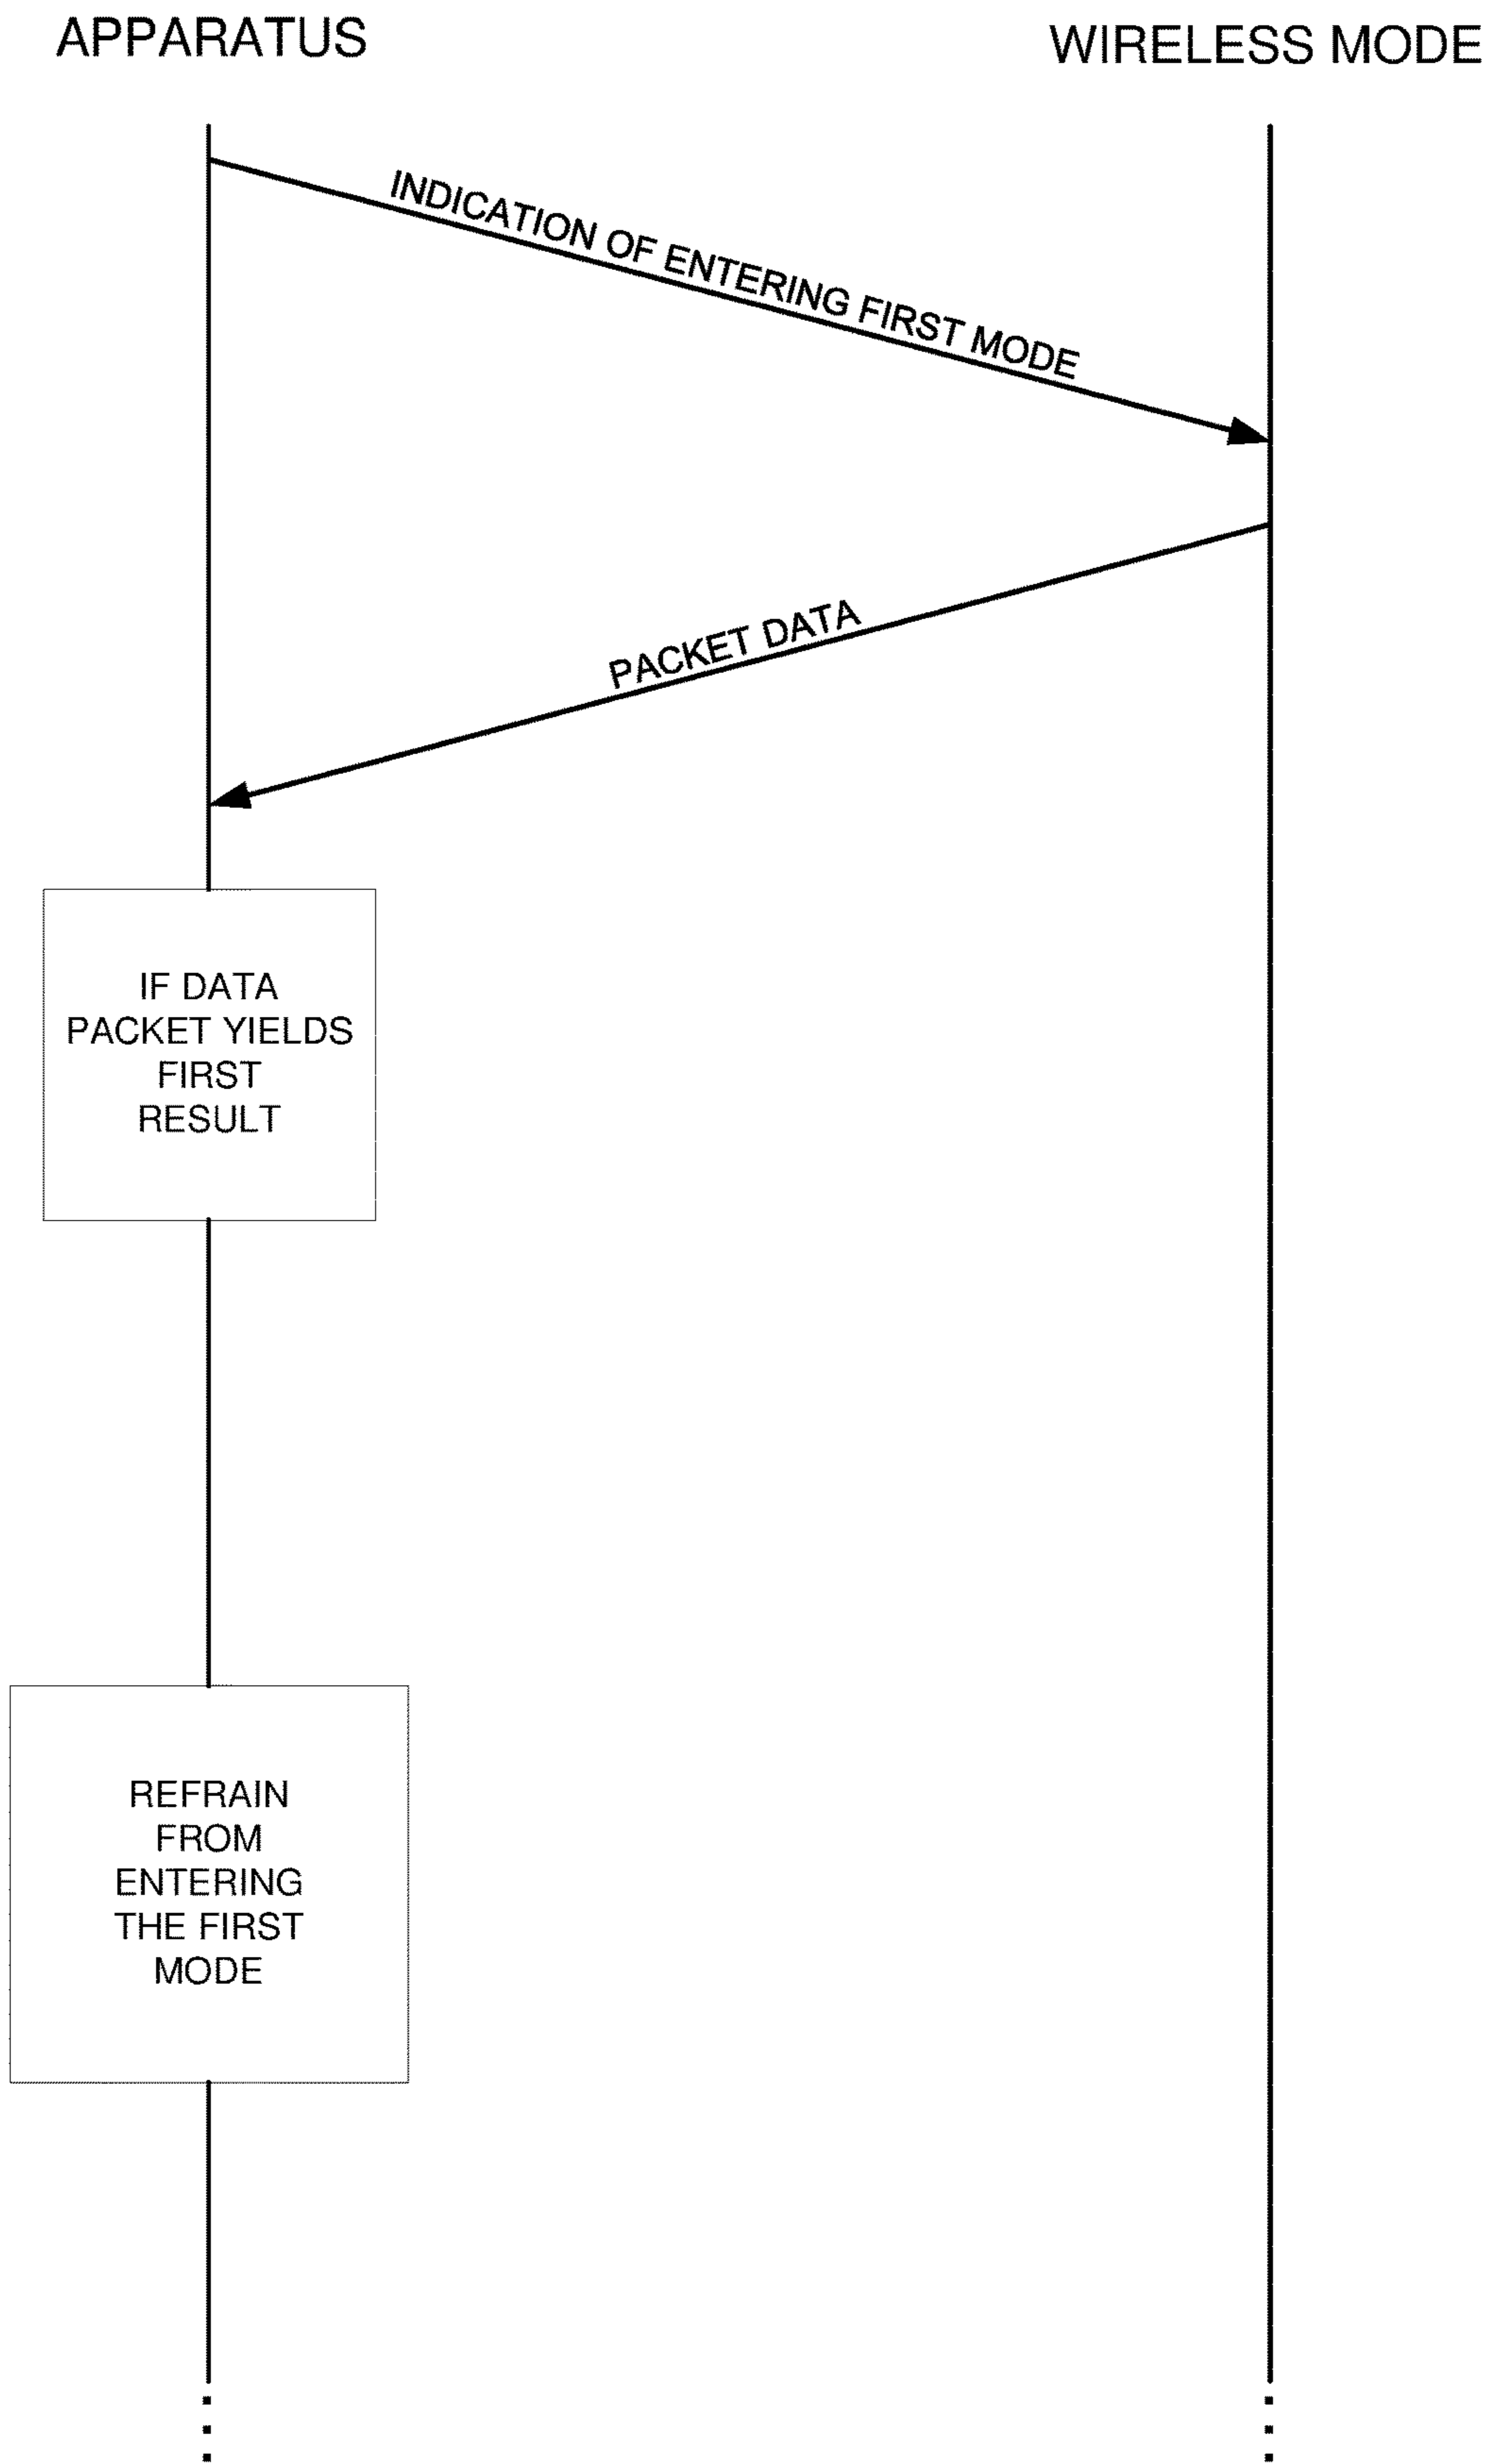 APPARATUS
WIRELESS MODE
INDICATION OF ENTERING FIRST MODE
PACKET DATA
IF DATA
PACKET YIELDS
FIRST
RESULT
REFRAIN
FROM
ENTERING
THE FIRST
MODE